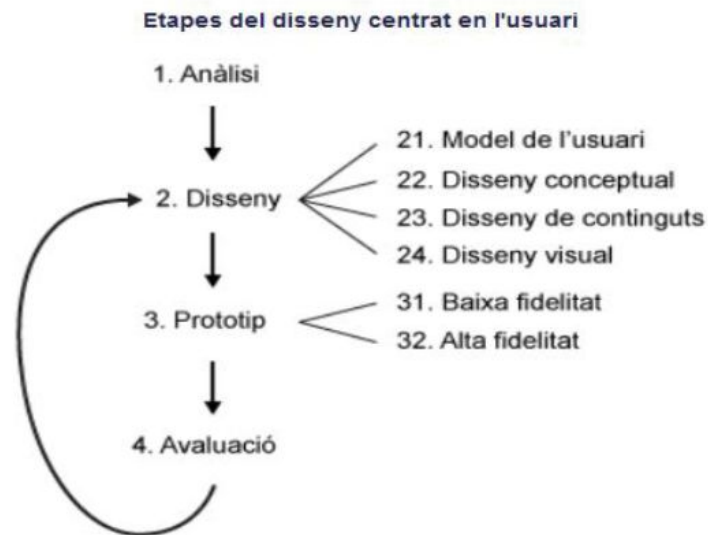 Etapes del disseny centrat en l'usuari
1. Anàlisi
2. Disseny
21. Model de l'usuari
22. Disseny conceptual
23. Disseny de continguts
24. Disseny visual
3. Prototip
31. Baixa fidelitat
32. Alta fidelitat
4. Avaluació